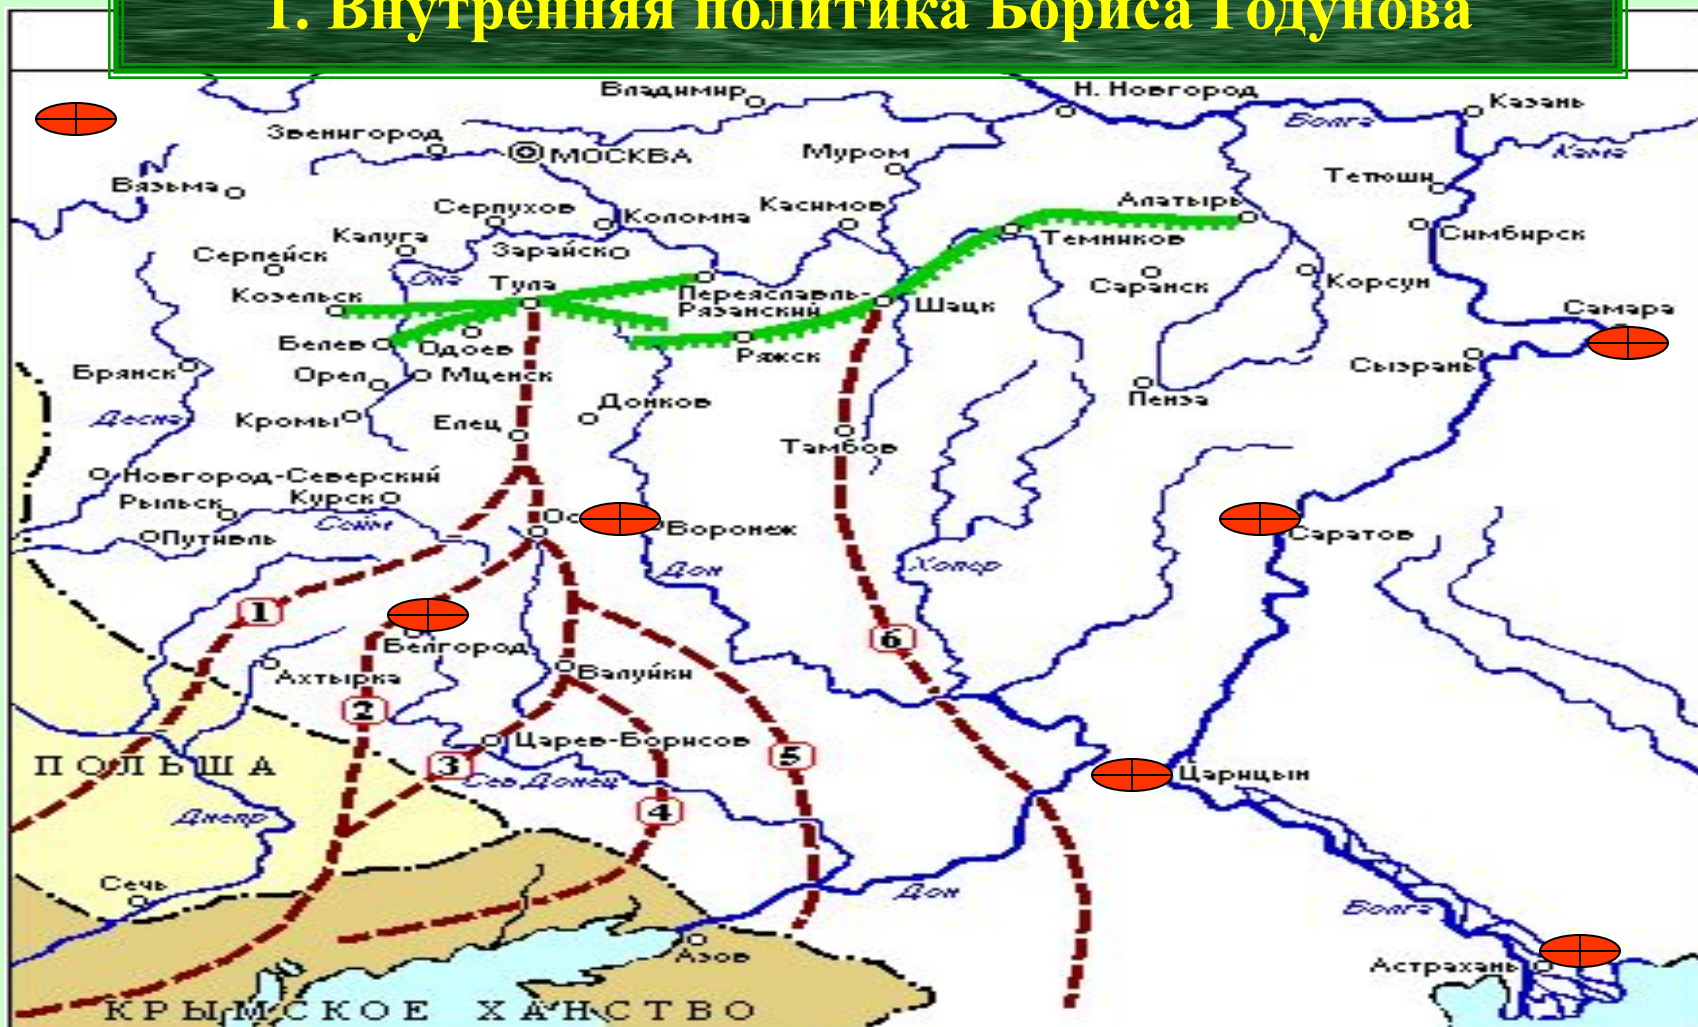 1. Внутренняя политика Бориса Годунова
Владимир
Н. Новгород
Казань
Волга
Звенигород
МОСКВА
Муром
Кама
Вязьма
Тетюши
Алатырь
Серпухов
Коломна
Касимов
Калуга
Темников
Симбирск
Серпейск
Зарайск
Ока
Тула
Саранск
Корсун
Козельск
Переяславль-
Рязанский
Шацк
Самара
Белев
Одоев
Ряжск
Сызрань
Брянск
Орел
Мценск
Пенза
Десна
Кромы
Донков
Елец
Тамбов
Новгород-Северский
Рыльск
Курск
Ос
Сейм
Воронеж
Путивль
Саратов
Дон
Хопер
1
6
Белгород
Ахтырка
Валуйки
2
Царев-Борисов
5
ПОЛЬША
3
Сев Донец
Царицын
4
Днепр
Сечь
Дон
Волга
Азов
Астрахань
КРЫМСКОЕ ХАНСТВО